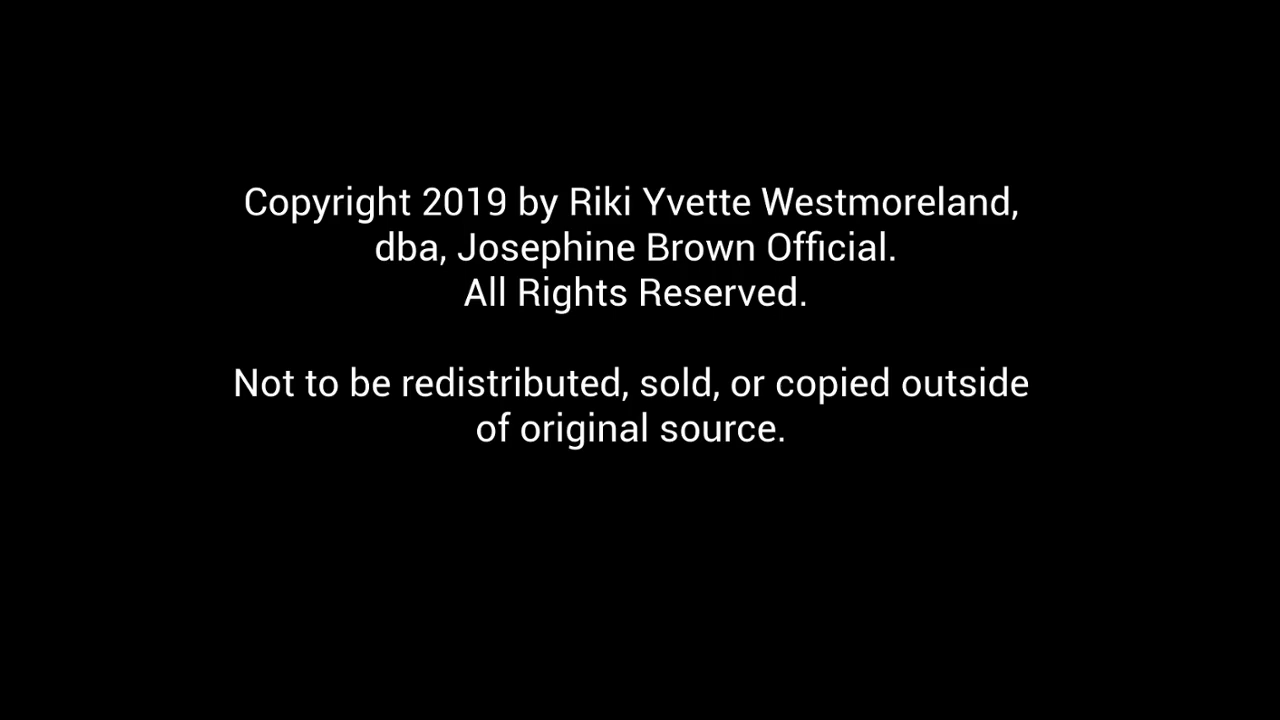 Copyright 2019 by Riki Yvette Westmoreland,
dba, Josephine Brown Official.
All Rights Reserved.
Not to be redistributed, sold, or copied outside
of original source.